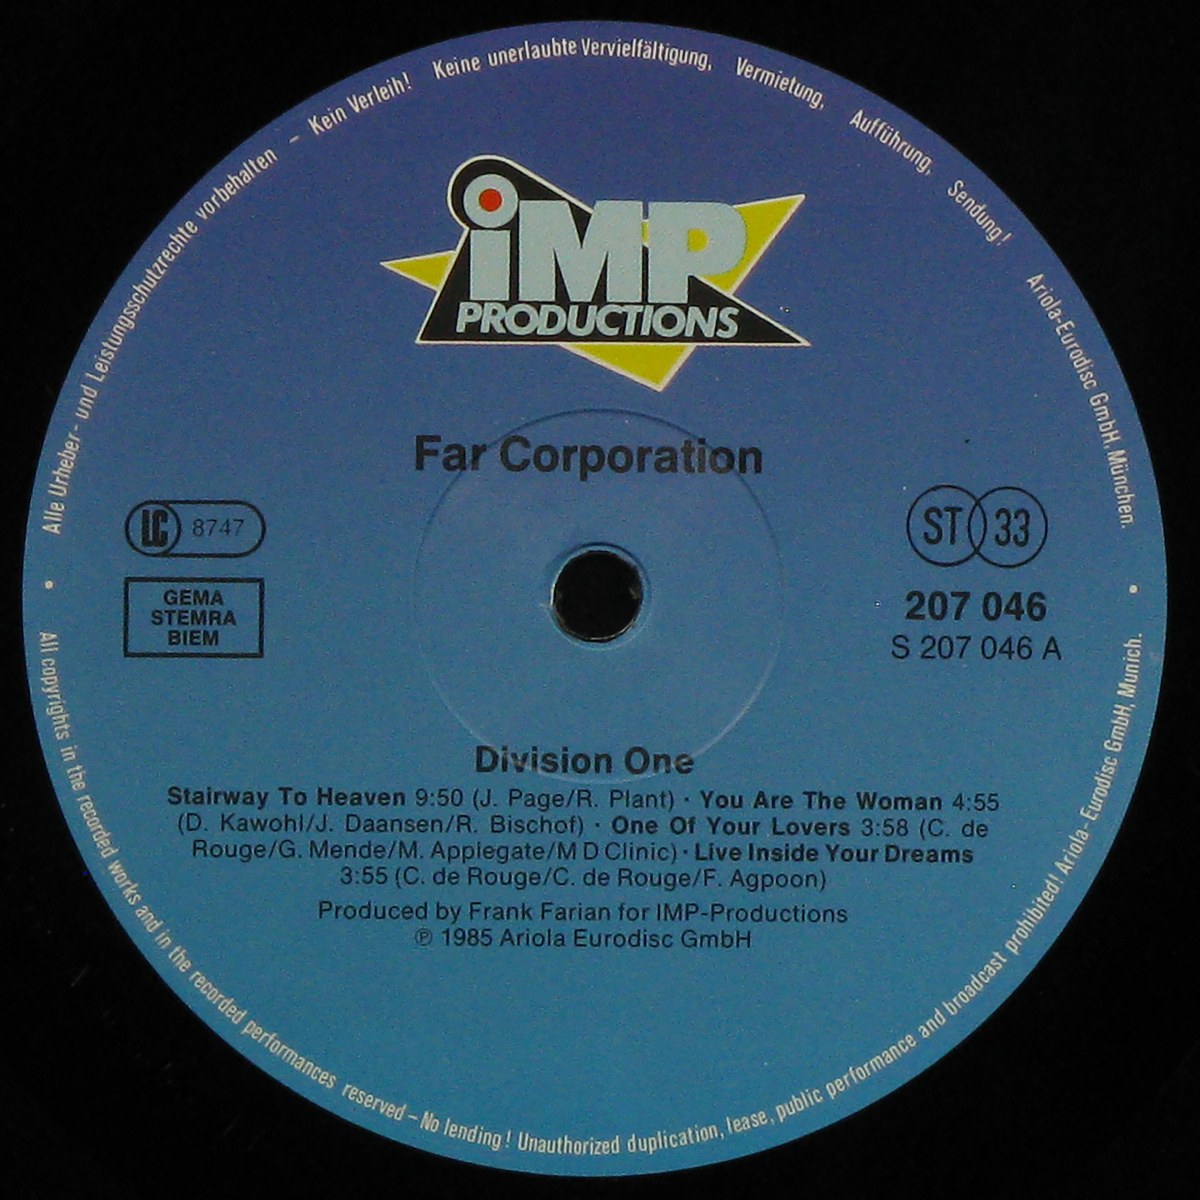 Alle Urheber- und Leistungsschutzrechte vorbehalten – Kein Verleih! Keine unerlaubte Vervielfältigung, Vermietung, Aufführung, Sendung! Ariola-Eurodisc GmbH, München.
iMP
PRODUCTIONS
Far Corporation
LC 8747
GEMA
STEMRA
BIEM
ST 33
207 046
S 207 046 A
Division One
Stairway To Heaven 9:50 (J. Page/R. Plant) · You Are The Woman 4:55
(D. Kawohl/J. Daansen/R. Bischof) · One Of Your Lovers 3:58 (C. de
Rouge/G. Mende/M. Applegate/M D Clinic) · Live Inside Your Dreams
3:55 (C. de Rouge/C. de Rouge/F. Agpoon)
Produced by Frank Farian for IMP-Productions
℗ 1985 Ariola Eurodisc GmbH
All copyrights in the recorded works and in the recorded performances reserved – No lending! Unauthorized duplication, lease, public performance and broadcast prohibited! Ariola-Eurodisc GmbH, Munich.